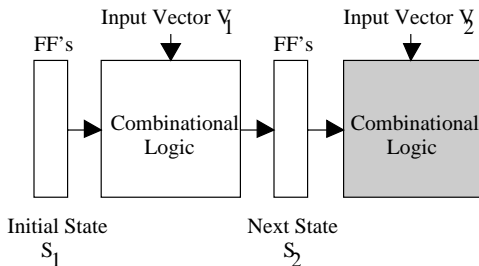 Input Vector V1
Input Vector V2
FF's
FF's
Combinational
Logic
Combinational
Logic
Initial State
S1
Next State
S2